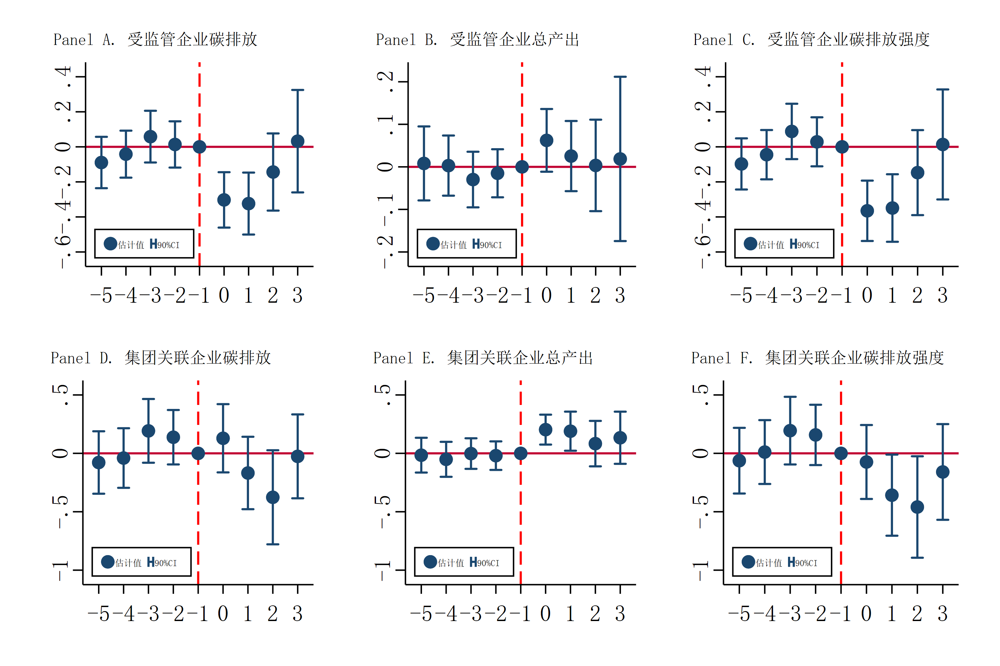 Panel A. 受监管企业碳排放
.4
.2
0
-.2
-.4
-.6
估计值 90%CI
-5 -4 -3 -2 -1 0 1 2 3
Panel B. 受监管企业总产出
.2
.1
0
-.1
-.2
估计值 90%CI
-5 -4 -3 -2 -1 0 1 2 3
Panel C. 受监管企业碳排放强度
.4
.2
0
-.2
-.4
-.6
估计值 90%CI
-5 -4 -3 -2 -1 0 1 2 3
Panel D. 集团关联企业碳排放
.5
0
-.5
-1
估计值 90%CI
-5 -4 -3 -2 -1 0 1 2 3
Panel E. 集团关联企业总产出
.5
0
-.5
-1
估计值 90%CI
-5 -4 -3 -2 -1 0 1 2 3
Panel F. 集团关联企业碳排放强度
.5
0
-.5
-1
估计值 90%CI
-5 -4 -3 -2 -1 0 1 2 3